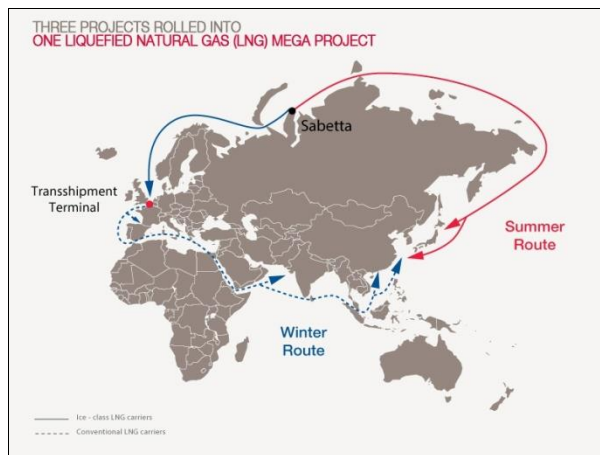 THREE PROJECTS ROLLED INTO
ONE LIQUEFIED NATURAL GAS (LNG) MEGA PROJECT
Sabetta
Transshipment
Terminal
Summer
Route
Winter
Route
Ice - class LNG carriers
Conventional LNG carriers